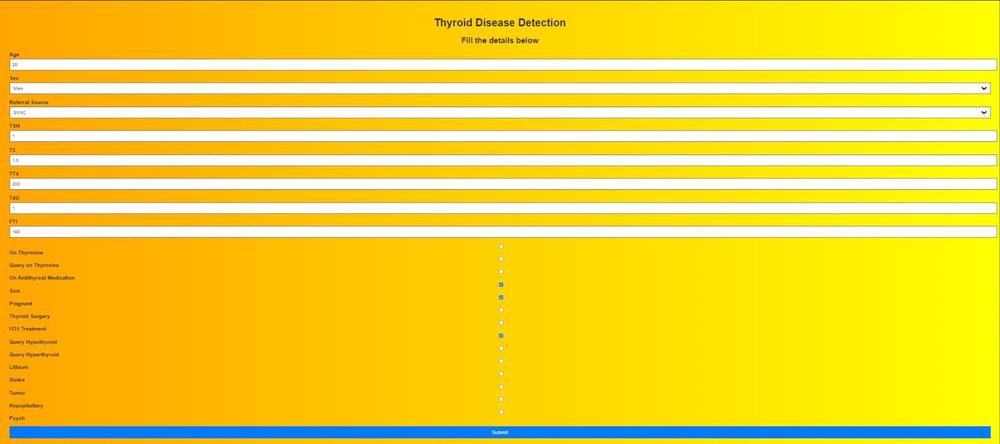 Thyroid Disease Detection
Fill the details below
Age
25
Sex
Male
Referral Source
SVHC
TSH
1
T3
1.5
TT4
200
T4U
1
FTI
160
On Thyroxine
Query on Thyroxine
On Antithyroid Medication
Sick
Pregnant
Thyroid Surgery
I131 Treatment
Query Hypothyroid
Query Hyperthyroid
Lithium
Goitre
Tumor
Hypopituitary
Psych
Submit